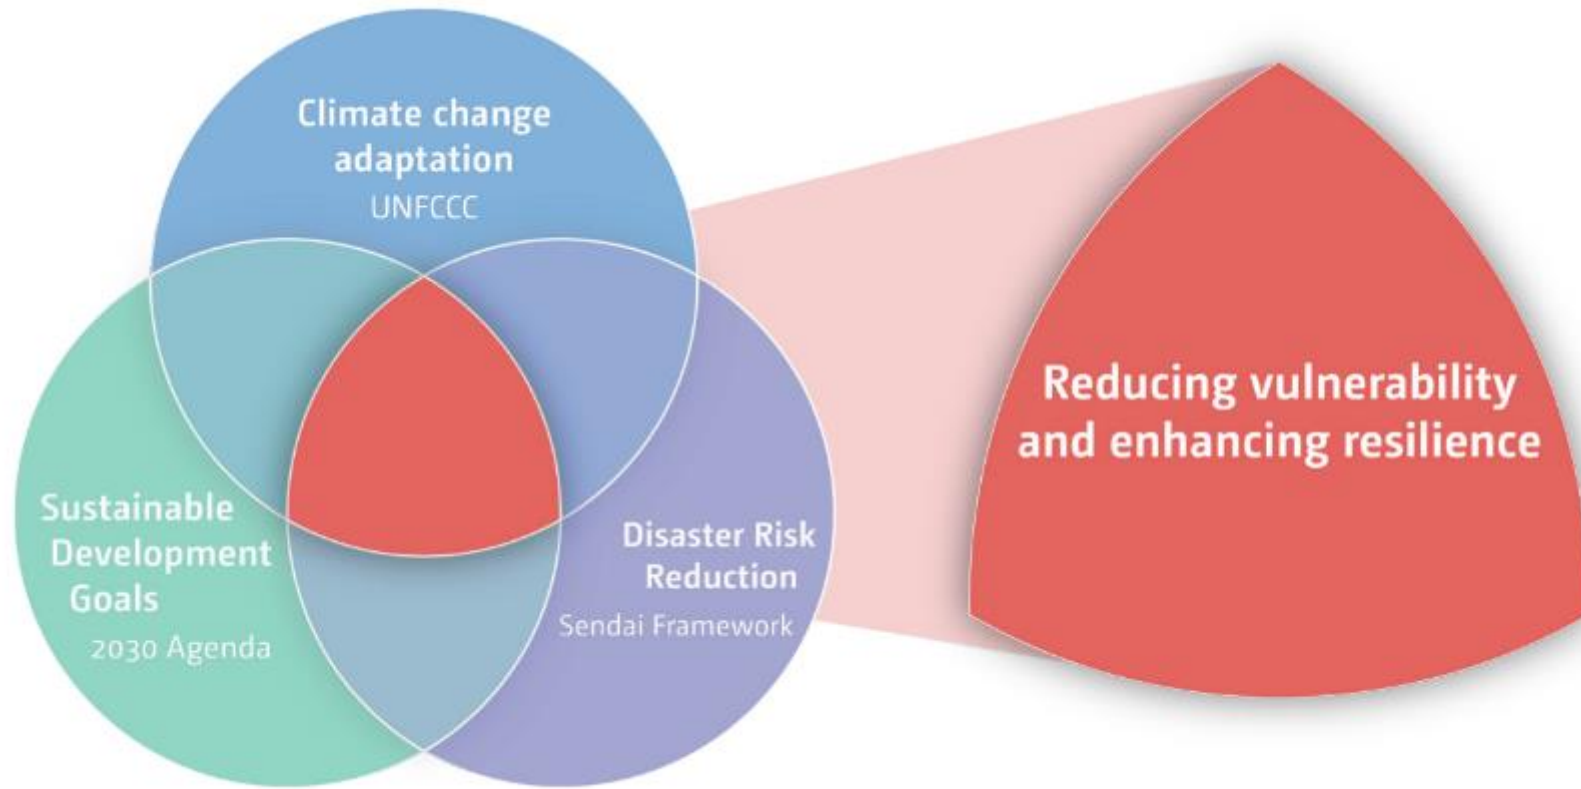 Climate change
adaptation
UNFCCC
Sustainable
Development
Goals
2030 Agenda
Disaster Risk
Reduction
Sendai Framework
Reducing vulnerability
and enhancing resilience